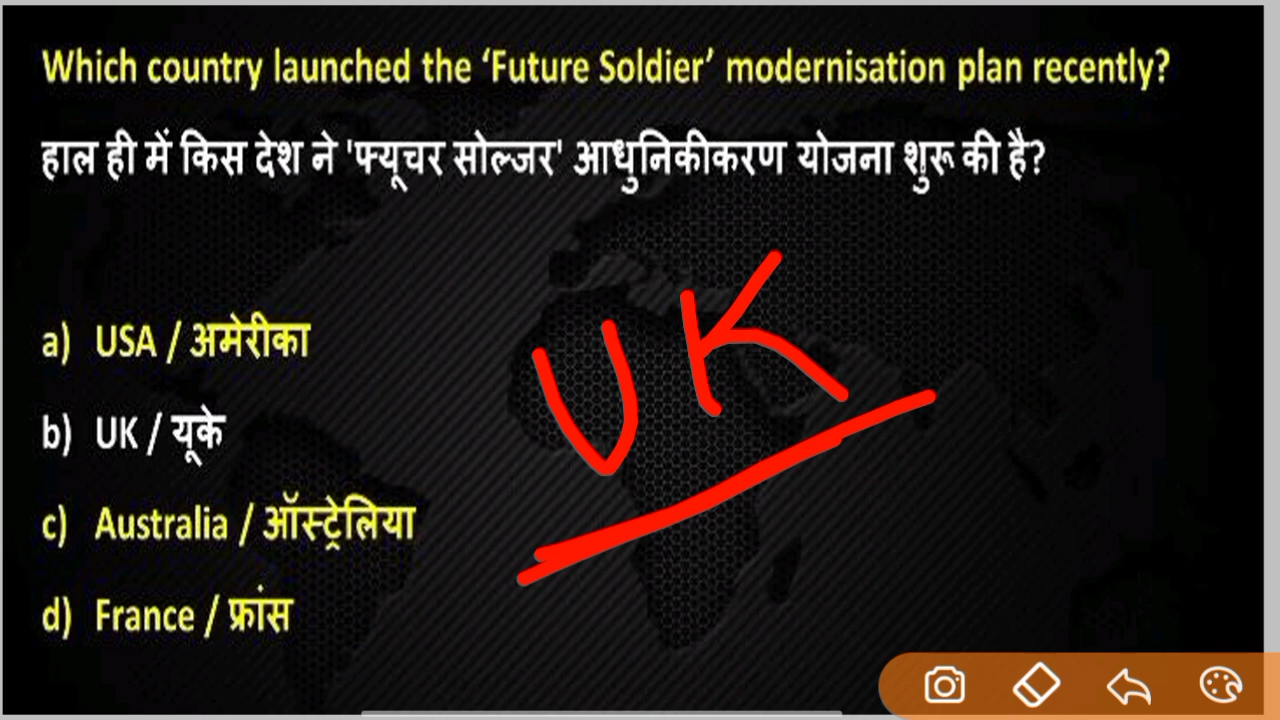 Which country launched the ‘Future Soldier’ modernisation plan recently?
हाल ही में किस देश ने 'फ्यूचर सोल्जर' आधुनिकीकरण योजना शुरू की है?
a) USA / अमेरीका
b) UK / यूके
c) Australia / ऑस्ट्रेलिया
d) France / फ्रांस
UK